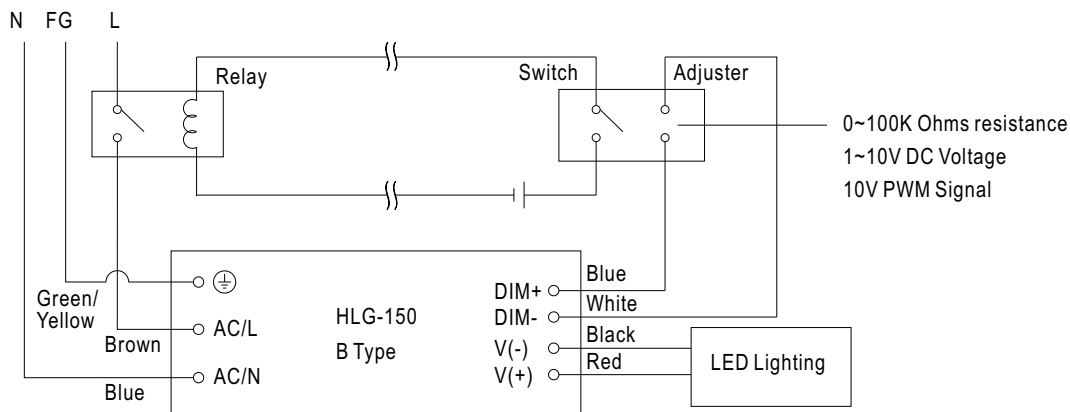 N FG L
Relay
Switch
Adjuster
0~100K Ohms resistance
1~10V DC Voltage
10V PWM Signal
Green/
Yellow
Brown
Blue
AC/L
AC/N
HLG-150
B Type
DIM+
DIM-
V(-)
V(+)
Blue
White
Black
Red
LED Lighting